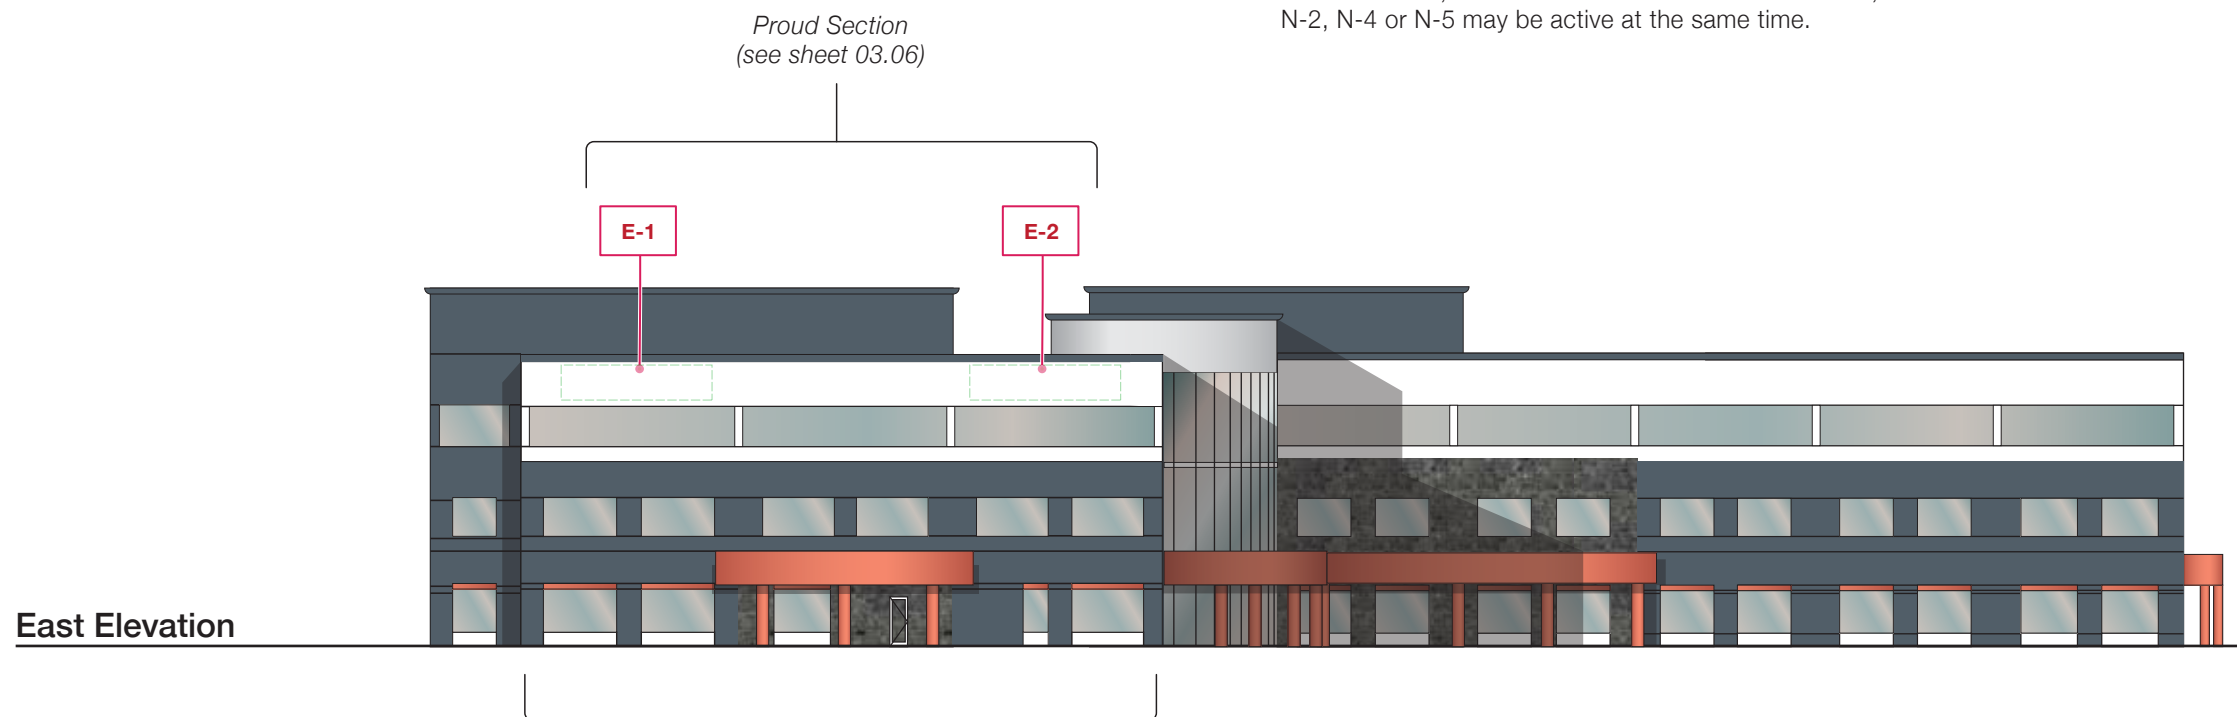 Proud Section
(see sheet 03.06)
N-2, N-4 or N-5 may be active at the same time.
E-1
E-2
East Elevation